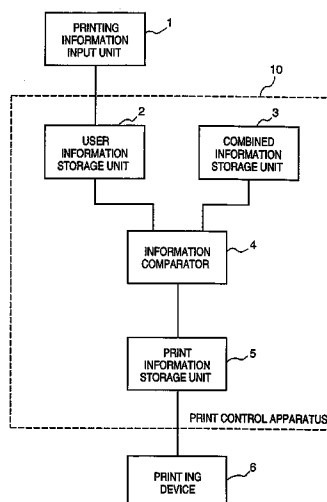 1
PRINTING
INFORMATION
INPUT UNIT
10
2
3
USER
INFORMATION
STORAGE UNIT
COMBINED
INFORMATION
STORAGE UNIT
4
INFORMATION
COMPARATOR
5
PRINT
INFORMATION
STORAGE UNIT
PRINT CONTROL APPARATUS
6
PRINTING
DEVICE